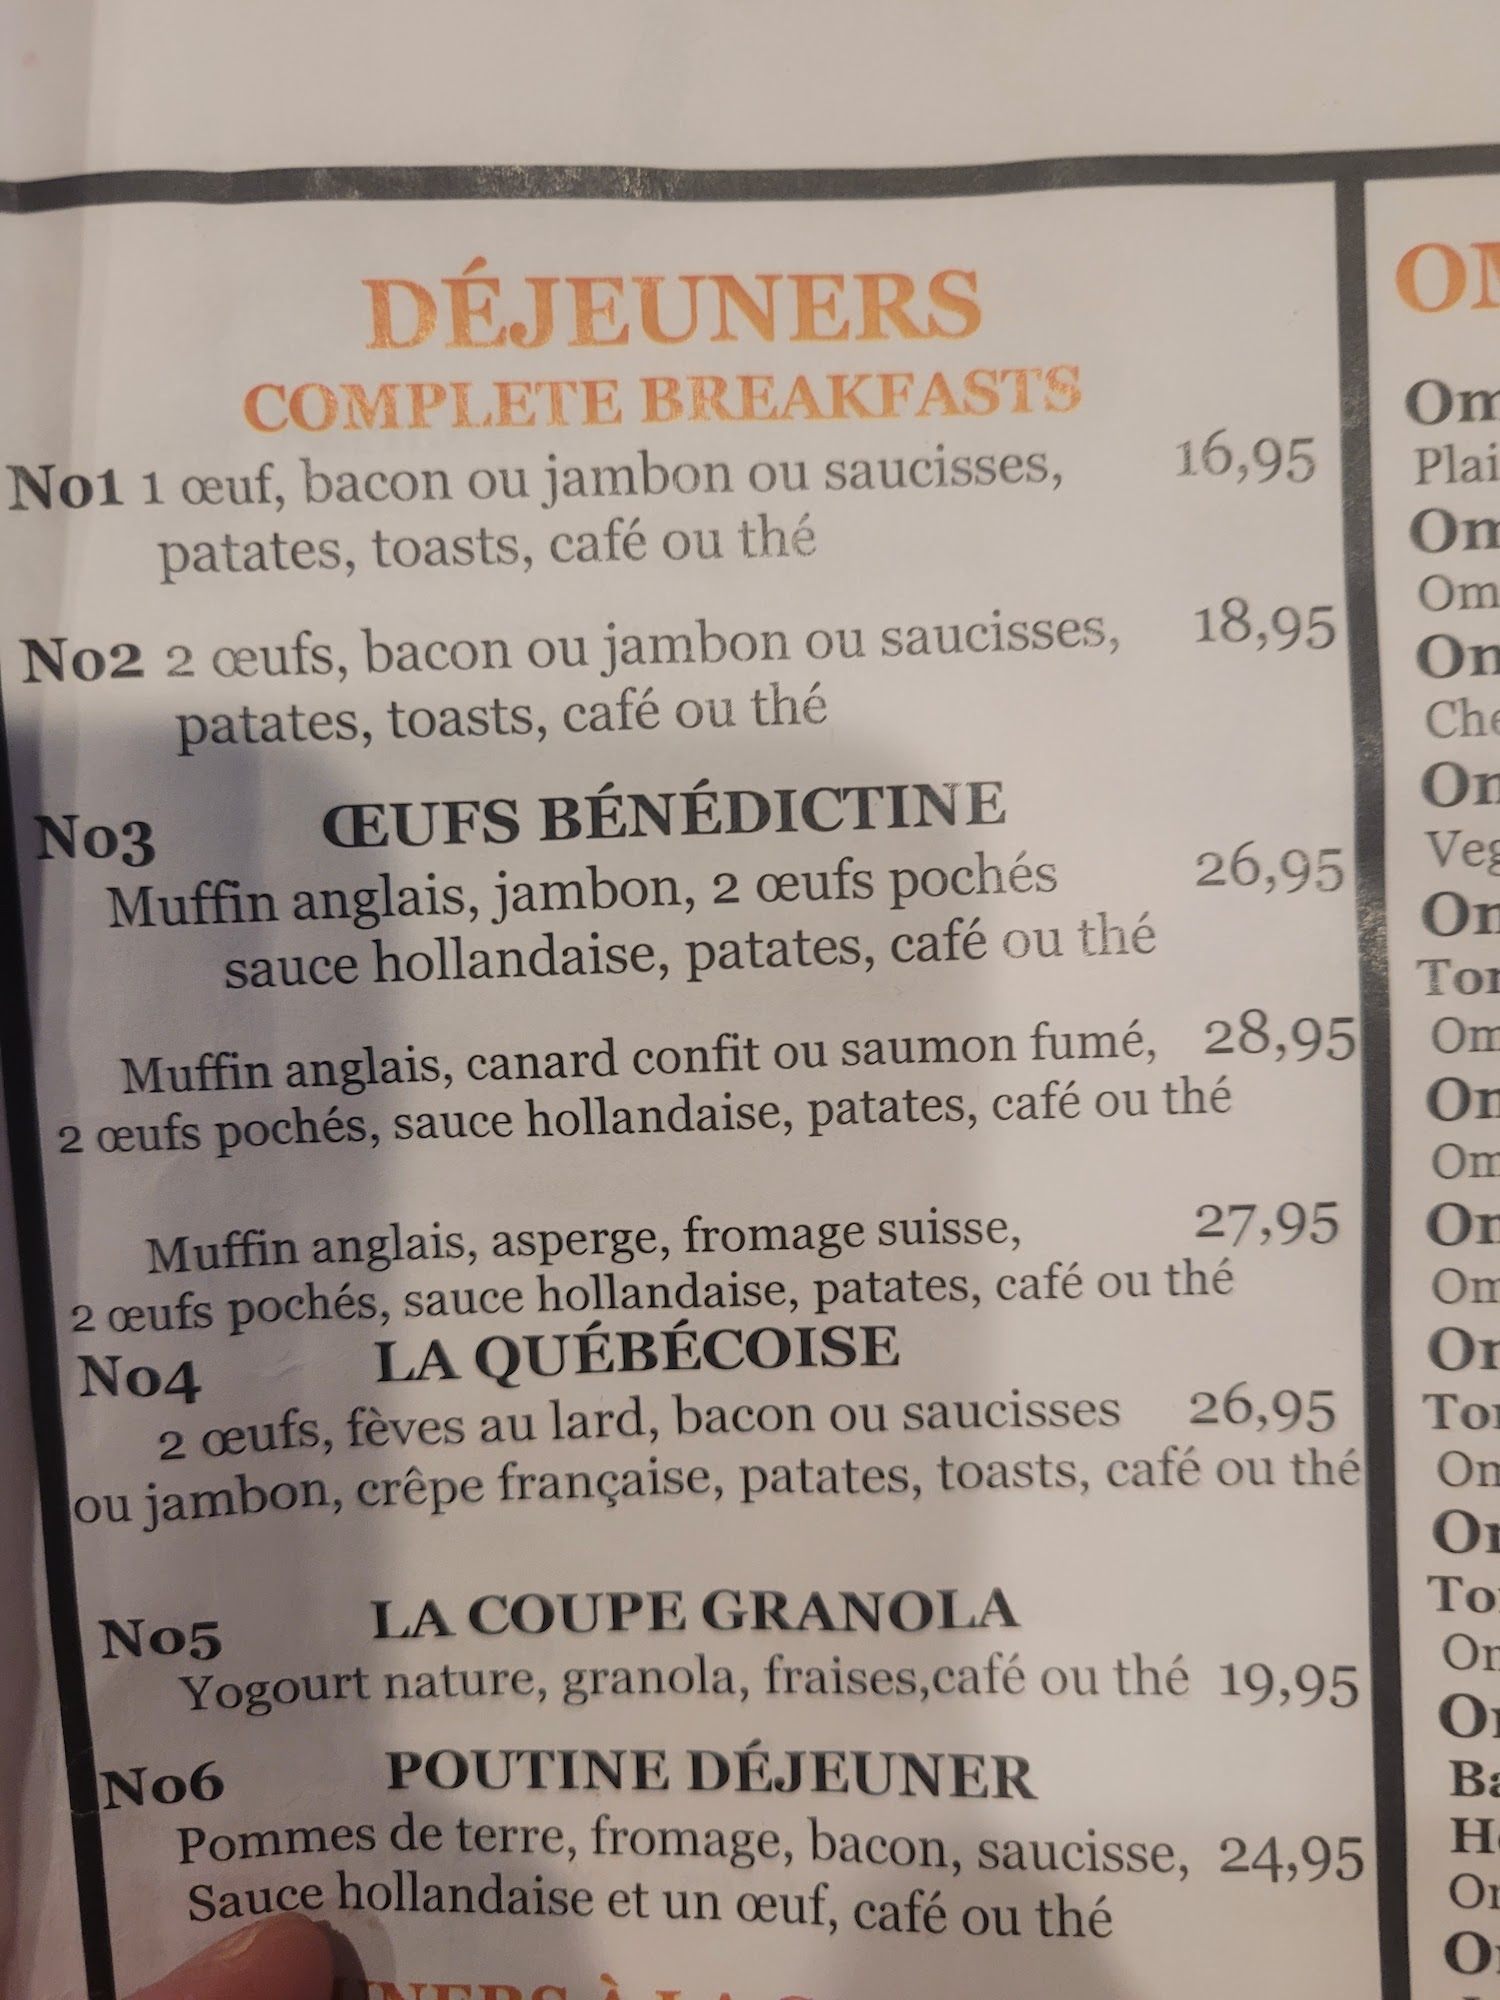 DÉJEUNERS
COMPLETE BREAKFASTS
No1 1 œuf, bacon ou jambon ou saucisses, 16,95
patates, toasts, café ou thé
No2 2 œufs, bacon ou jambon ou saucisses, 18,95
patates, toasts, café ou thé
No3 ŒUFS BÉNÉDICTINE
Muffin anglais, jambon, 2 œufs pochés 26,95
sauce hollandaise, patates, café ou thé
Muffin anglais, canard confit ou saumon fumé, 28,95
2 œufs pochés, sauce hollandaise, patates, café ou thé
Muffin anglais, asperge, fromage suisse, 27,95
2 œufs pochés, sauce hollandaise, patates, café ou thé
No4 LA QUÉBÉCOISE
2 œufs, fèves au lard, bacon ou saucisses 26,95
ou jambon, crêpe française, patates, toasts, café ou thé
No5 LA COUPE GRANOLA
Yogourt nature, granola, fraises,café ou thé 19,95
No6 POUTINE DÉJEUNER
Pommes de terre, fromage, bacon, saucisse, 24,95
Sauce hollandaise et un œuf, café ou thé